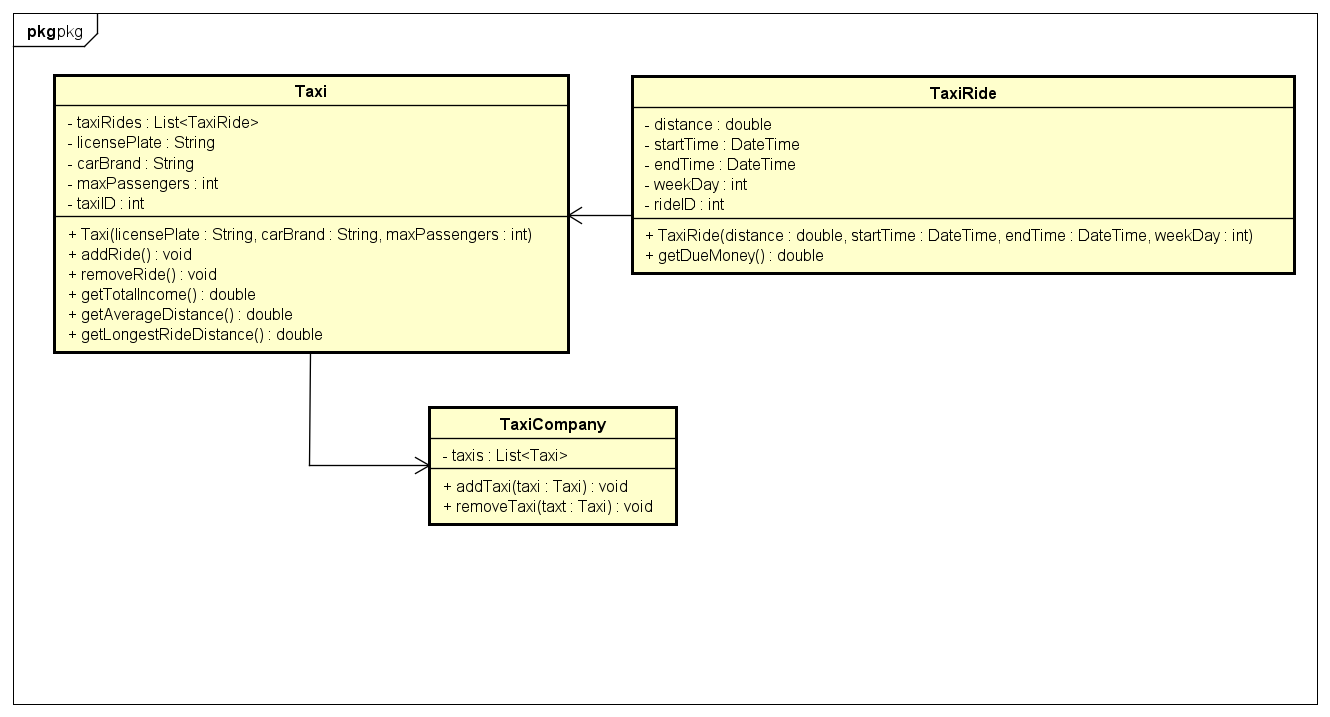 pkgpkg
Taxi
- taxiRides : List<TaxiRide>
- licensePlate : String
- carBrand : String
- maxPassengers : int
- taxiID : int
+ Taxi(licensePlate : String, carBrand : String, maxPassengers : int)
+ addRide() : void
+ removeRide() : void
+ getTotalIncome() : double
+ getAverageDistance() : double
+ getLongestRideDistance() : double
TaxiRide
- distance : double
- startTime : DateTime
- endTime : DateTime
- weekDay : int
- rideID : int
+ TaxiRide(distance : double, startTime : DateTime, endTime : DateTime, weekDay : int)
+ getDueMoney() : double
TaxiCompany
- taxis : List<Taxi>
+ addTaxi(taxi : Taxi) : void
+ removeTaxi(taxt : Taxi) : void